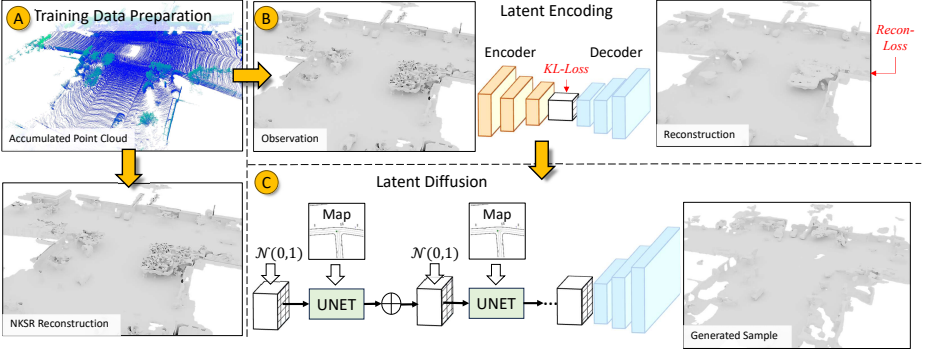 A
Training Data Preparation
Accumulated Point Cloud
NKSR Reconstruction
B
Latent Encoding
Observation
Encoder
KL-Loss
Decoder
Reconstruction
Recon-
Loss
C
Latent Diffusion
𝒩(0,1)
Map
UNET
𝒩(0,1)
Map
UNET
...
Generated Sample